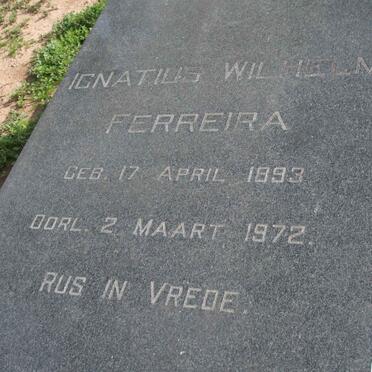 IGNATIUS WILHELM
FERREIRA
GEB. 17 APRIL 1893
OORL. 2 MAART 1972.
RUS IN VREDE.